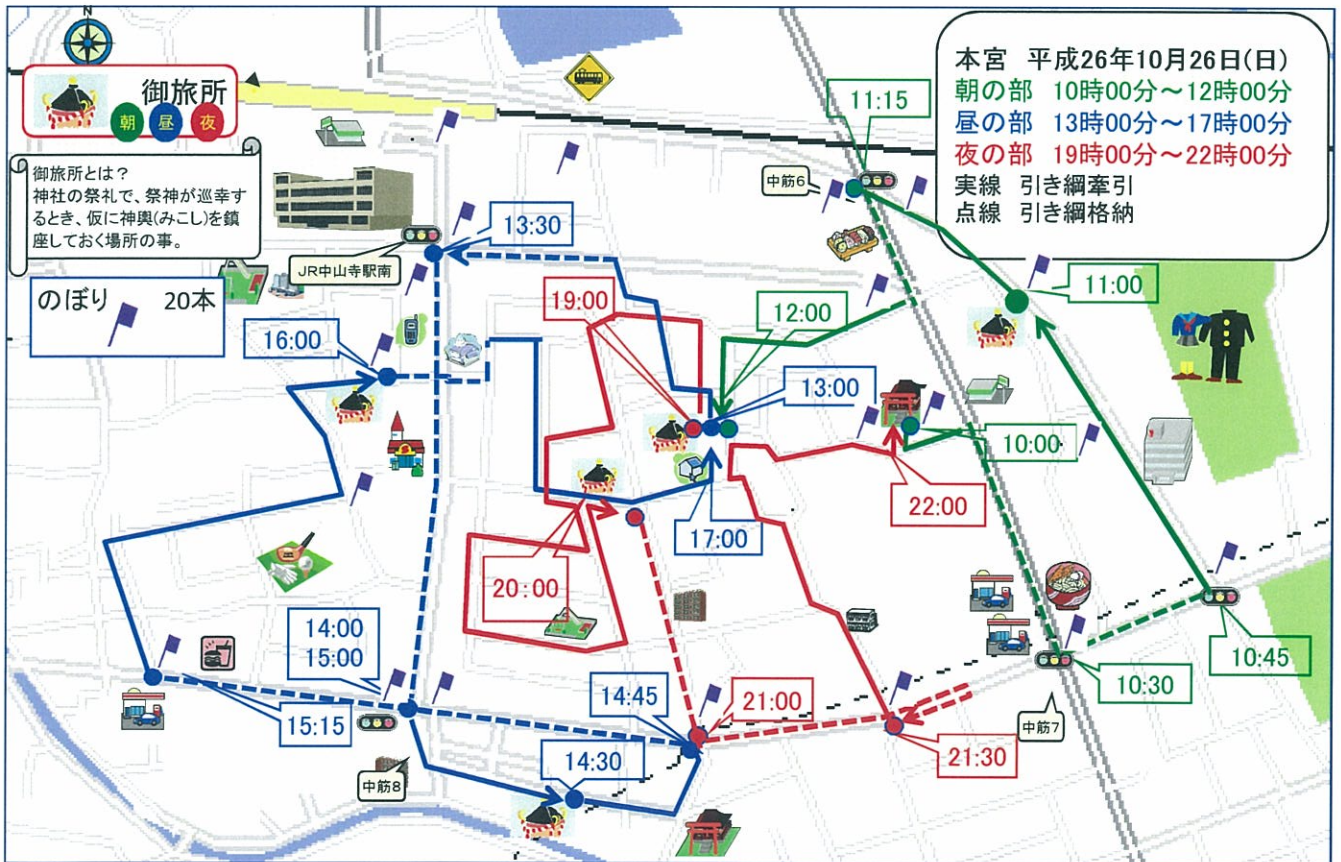 N
御旅所
朝 昼 夜
御旅所とは?
神社の祭礼で、祭神が巡幸す
るとき、仮に神輿(みこし)を鎮
座しておく場所の事。
のぼり 20本
本宮 平成26年10月26日(日)
朝の部 10時00分~12時00分
昼の部 13時00分~17時00分
夜の部 19時00分~22時00分
実線 引き綱牽引
点線 引き綱格納
11:15
中筋6
13:30
JR中山寺駅南
19:00
12:00
11:00
16:00
13:00
10:00
22:00
17:00
20:00
14:00
15:00
10:45
10:30
14:45
21:00
15:15
中筋7
21:30
14:30
中筋8